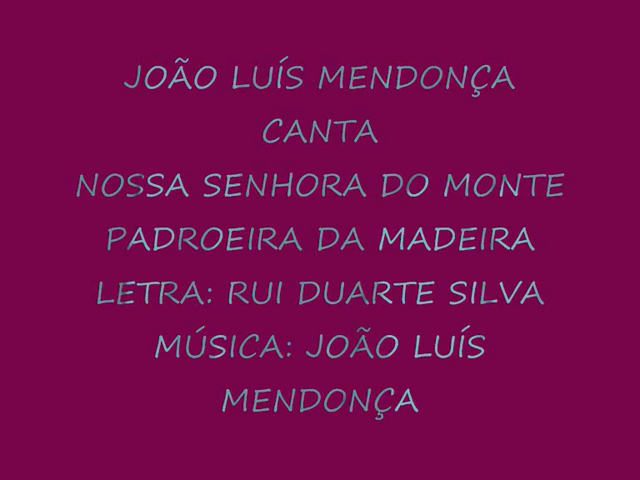 JOÃO LUÍS MENDONÇA
CANTA
NOSSA SENHORA DO MONTE
PADROEIRA DA MADEIRA
LETRA: RUI DUARTE SILVA
MÚSICA: JOÃO LUÍS
MENDONÇA